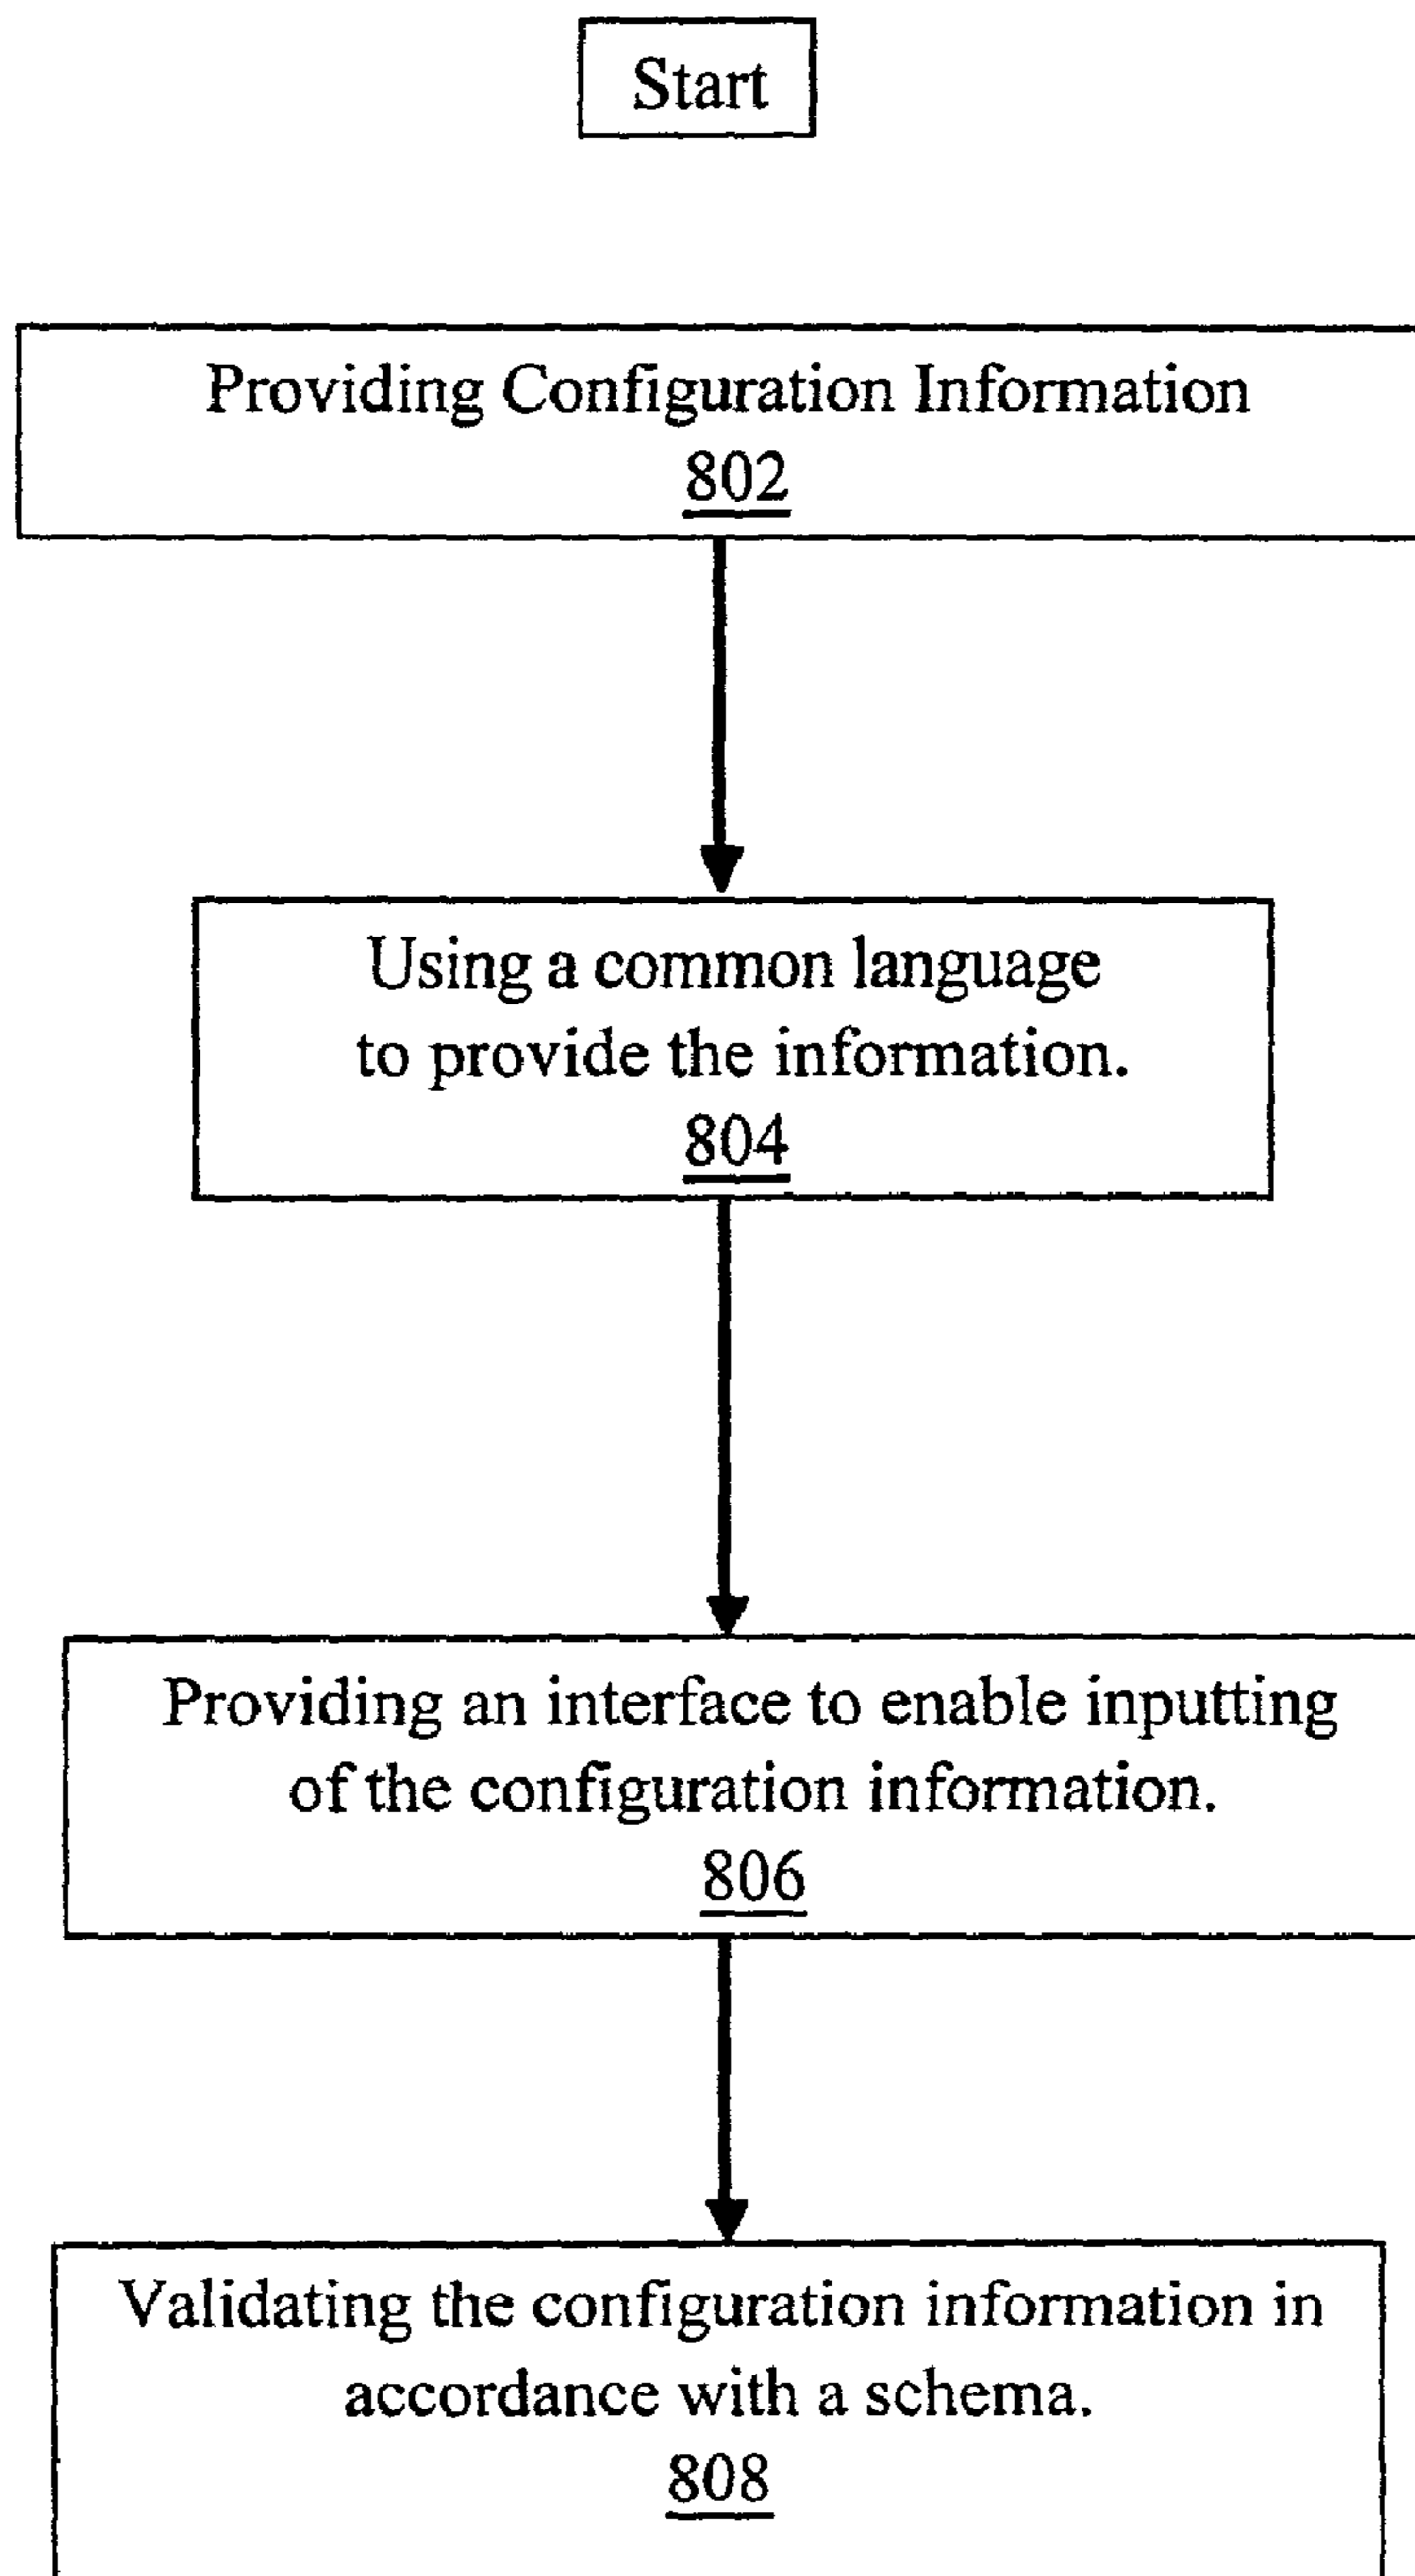 Start
Providing Configuration Information
802
Using a common language
to provide the information.
804
Providing an interface to enable inputting
of the configuration information.
806
Validating the configuration information in
accordance with a schema.
808